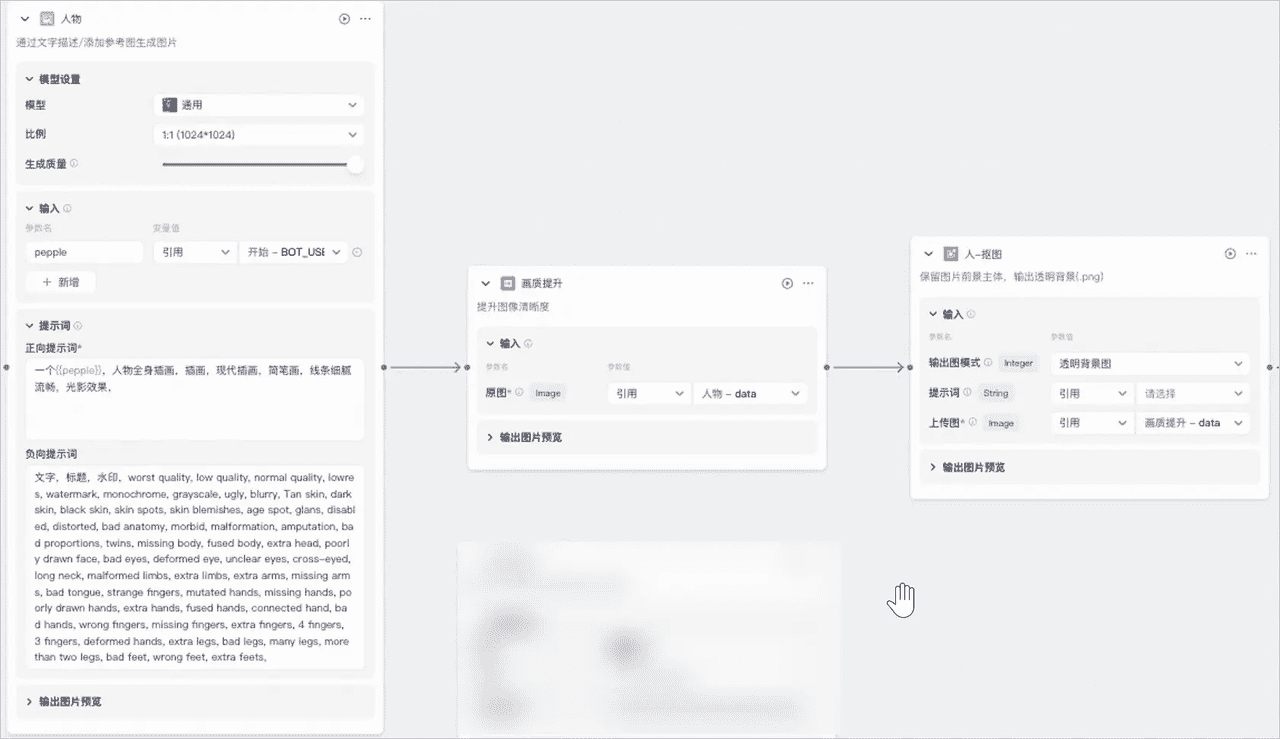 人物
通过文字描述/添加参考图生成图片
模型设置
模型 通用
比例 1:1 (1024*1024)
生成质量
输入
参数名 变量值
pepple 引用 开始 - BOT_USE
+ 新增
提示词
正向提示词*
一个{{pepple}}，人物全身插画，插画，现代插画，简笔画，线条细腻
流畅，光影效果，
负向提示词
文字，标题，水印，worst quality, low quality, normal quality, lowre
s, watermark, monochrome, grayscale, ugly, blurry, Tan skin, dark
skin, black skin, skin spots, skin blemishes, age spot, glans, disabl
ed, distorted, bad anatomy, morbid, malformation, amputation, ba
d proportions, twins, missing body, fused body, extra head, poorl
y drawn face, bad eyes, deformed eye, unclear eyes, cross-eyed,
long neck, malformed limbs, extra limbs, extra arms, missing arm
s, bad tongue, strange fingers, mutated hands, missing hands, po
orly drawn hands, extra hands, fused hands, connected hand, ba
d hands, wrong fingers, missing fingers, extra fingers, 4 fingers,
3 fingers, deformed hands, extra legs, bad legs, many legs, more
than two legs, bad feet, wrong feet, extra feets,
输出图片预览
画质提升
提升图像清晰度
输入
参数名 参数值
原图* Image 引用 人物 - data
输出图片预览
人-抠图
保留图片前景主体，输出透明背景(.png)
输入
参数名 参数值
输出图模式 Integer 透明背景图
提示词 String 引用 请选择
上传图* Image 引用 画质提升 - data
输出图片预览